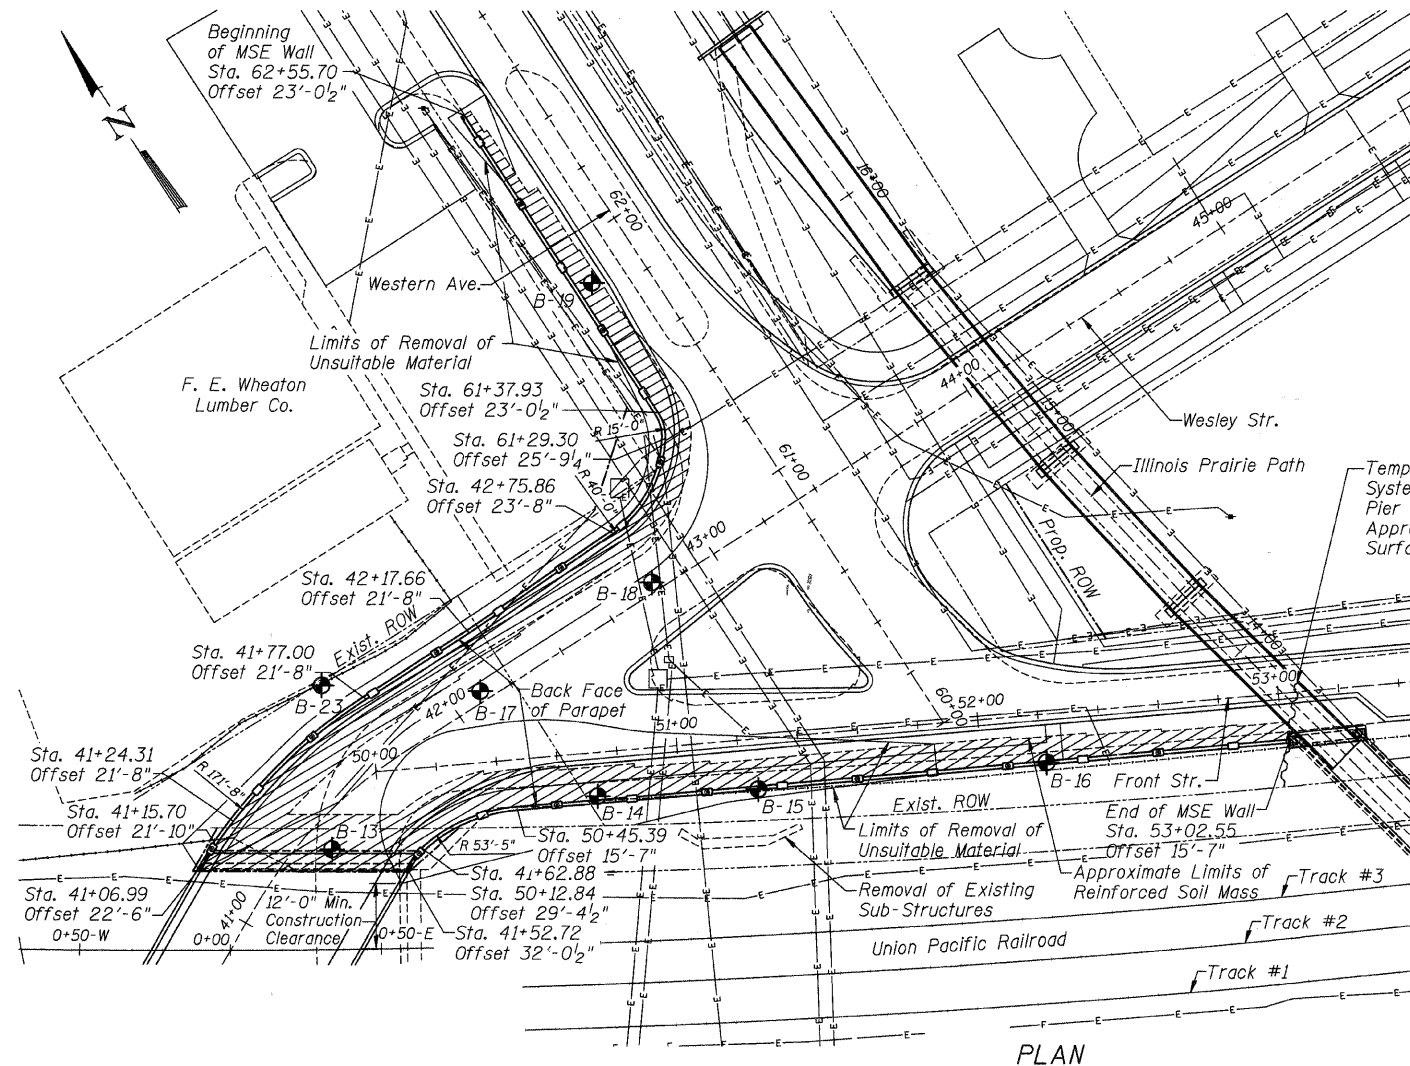 Beginning
of MSE Wall
Sta. 62+55.70
Offset 23'-0½"
N
62+00
16+00
45+00
Western Ave.
B-19
Limits of Removal of
Unsuitable Material
F. E. Wheaton
Lumber Co.
Sta. 61+37.93
Offset 23'-0½"
R 15'-0"
Sta. 61+29.30
Offset 25'-9¼"
R 40'-0"
Sta. 42+75.86
Offset 23'-8"
44+00
15+00
Wesley Str.
61+00
Illinois Prairie Path
Temp
Syste
Pier
Appr
Surf
43+00
Prop. ROW
Sta. 42+17.66
Offset 21'-8"
B-18
Exist. ROW
Sta. 41+77.00
Offset 21'-8"
B-23
42+00
B-17
Back Face
of Parapet
51+00
60+00
52+00
53+00
14+00
50+00
Sta. 41+24.31
Offset 21'-8"
R 171'-8"
Sta. 41+15.70
Offset 21'-10"
B-13
B-14
B-15
B-16
Front Str.
Exist. ROW
End of MSE Wall
Sta. 53+02.55
Offset 15'-7"
Limits of Removal of
Unsuitable Material
R 53'-5"
Sta. 50+45.39
Offset 15'-7"
Sta. 41+62.88
Sta. 50+12.84
Offset 29'-4½"
Sta. 41+52.72
Offset 32'-0½"
Removal of Existing
Sub-Structures
Approximate Limits of
Reinforced Soil Mass
Track #3
Sta. 41+06.99
Offset 22'-6"
41+00
12'-0" Min.
Construction
Clearance
0+50-W
0+00
0+50-E
Union Pacific Railroad
Track #2
Track #1
PLAN